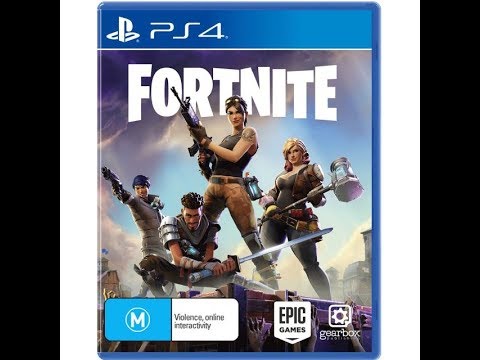 PS4
FORTNITE
M
Violence, online
interactivity
EPIC
GAMES
gearbox